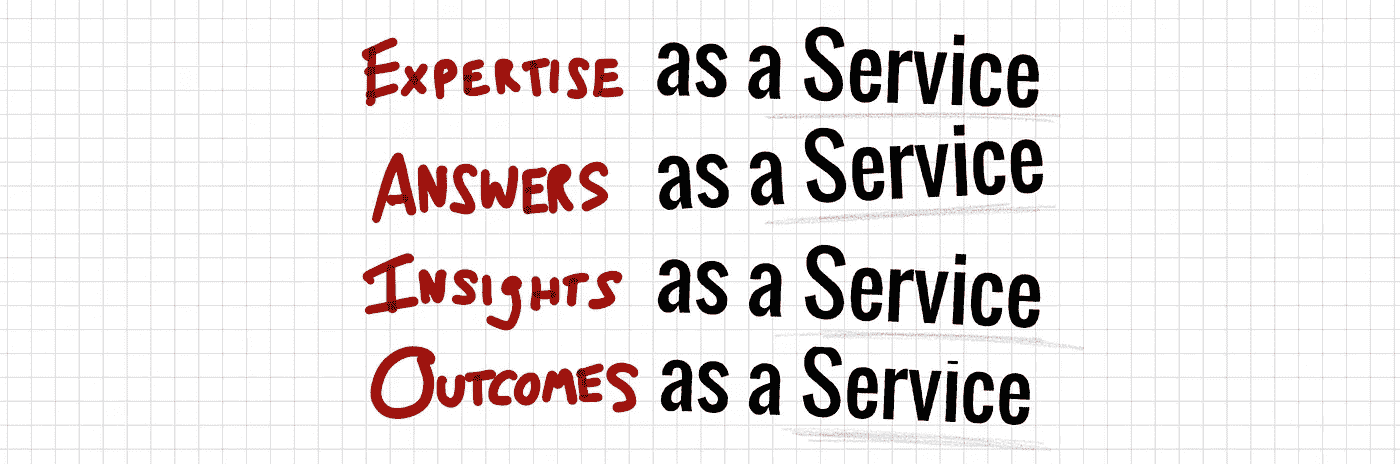 Expertise as a Service
Answers as a Service
Insights as a Service
Outcomes as a Service